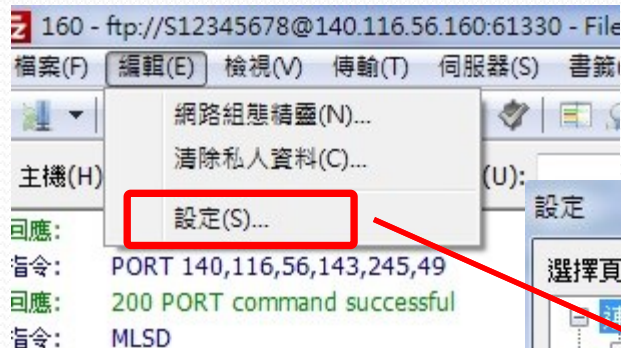 160 - ftp://S12345678@140.116.56.160:61330 - File
檔案(F) 編輯(E) 檢視(V) 傳輸(T) 伺服器(S) 書籤
網路組態精靈(N)...
清除私人資料(C)...
主機(H) (U):
設定(S)...
設定
選擇頁
回應:
指令: PORT 140,116,56,143,245,49
回應: 200 PORT command successful
指令: MLSD